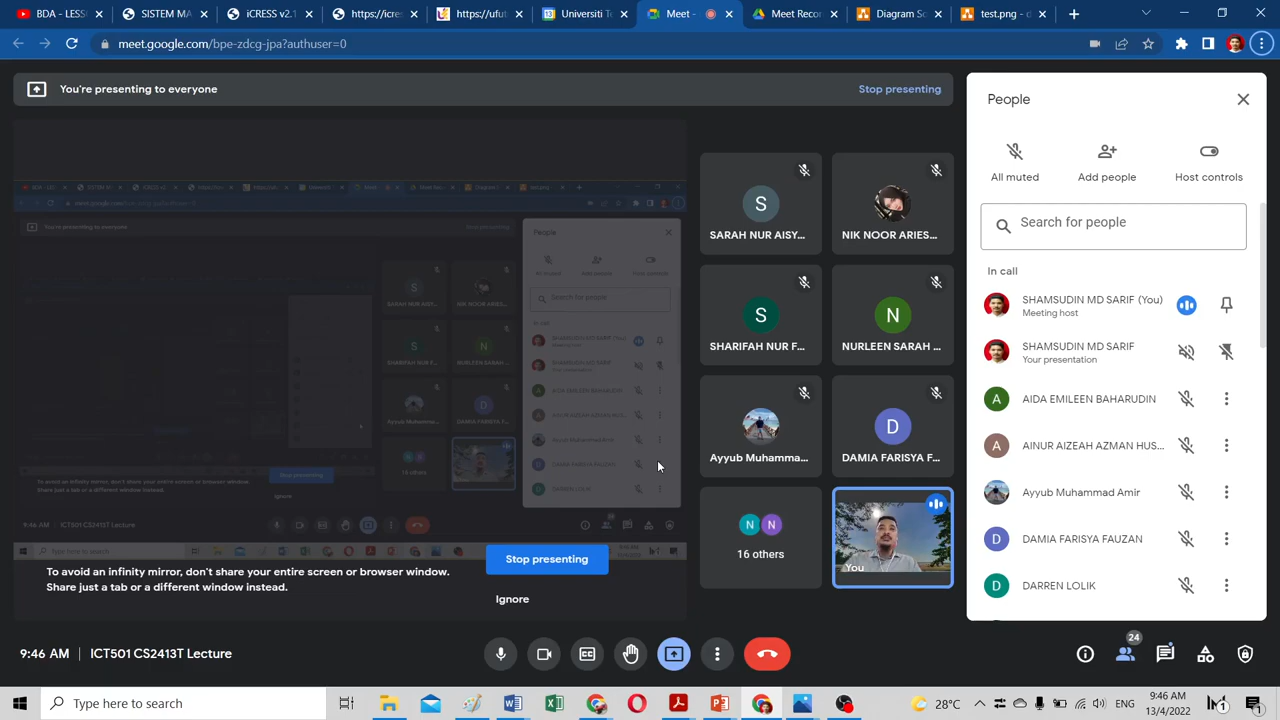 BDA - LESS
SISTEM MA
iCRESS v2.1
https://icres
https://ufut
Universiti Te
Meet -
Meet Recor
Diagram So
test.png - d
meet.google.com/bpe-zdcg-jpa?authuser=0
You're presenting to everyone
Stop presenting
People
All muted
Add people
Host controls
Search for people
In call
SHAMSUDIN MD SARIF (You)
Meeting host
SHAMSUDIN MD SARIF
Your presentation
AIDA EMILEEN BAHARUDIN
AINUR AIZEAH AZMAN HUS...
Ayyub Muhammad Amir
DAMIA FARISYA FAUZAN
DARREN LOLIK
S
SARAH NUR AISY...
NIK NOOR ARIES...
S
SHARIFAH NUR F...
N
NURLEEN SARAH ...
Ayyub Muhamma...
D
DAMIA FARISYA F...
N N
16 others
You
To avoid an infinity mirror, don't share your entire screen or browser window.
Share just a tab or a different window instead.
Stop presenting
Ignore
9:46 AM
ICT501 CS2413T Lecture
24
Type here to search
28°C
ENG
9:46 AM
13/4/2022